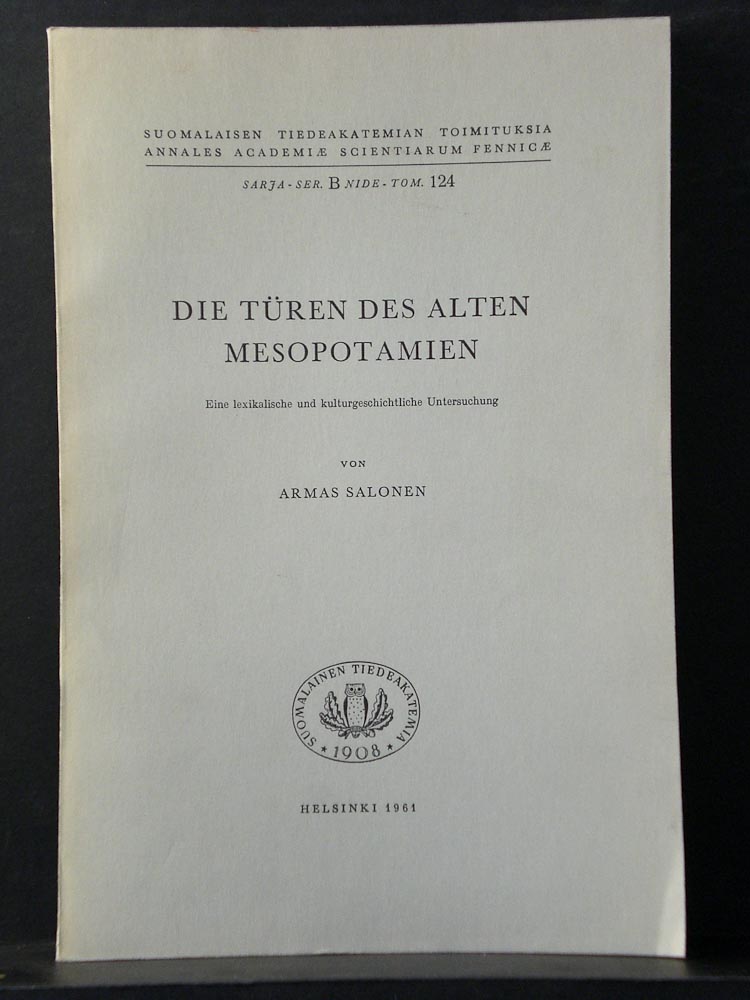 SUOMALAISEN TIEDEAKATEMIAN TOIMITUKSIA
ANNALES ACADEMIÆ SCIENTIARUM FENNICÆ
SARJA - SER. B NIDE - TOM. 124
DIE TÜREN DES ALTEN
MESOPOTAMIEN
Eine lexikalische und kulturgeschichtliche Untersuchung
VON
ARMAS SALONEN
SUOMALAINEN TIEDEAKATEMIA
* 1908 *
HELSINKI 1961